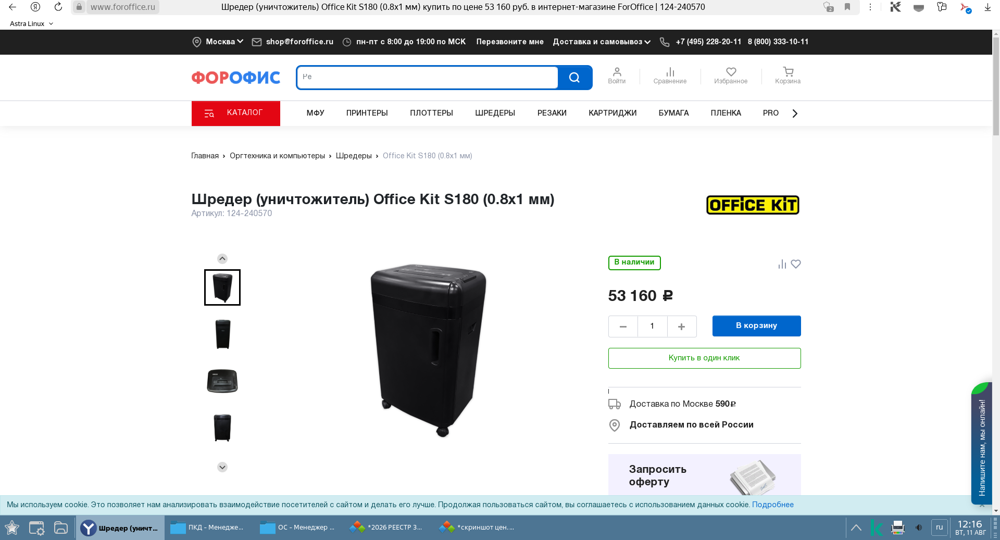 www.foroffice.ru
Шредер (уничтожитель) Office Kit S180 (0.8x1 мм) купить по цене 53 160 руб. в интернет-магазине ForOffice | 124-240570
2
Astra Linux
Москва
shop@foroffice.ru
пн-пт с 8:00 до 19:00 по МСК
Перезвоните мне
Доставка и самовывоз
+7 (495) 228-20-11
8 (800) 333-10-11
ФОРОФИС
Ре
Войти
Сравнение
Избранное
Корзина
КАТАЛОГ
МФУ
ПРИНТЕРЫ
ПЛОТТЕРЫ
ШРЕДЕРЫ
РЕЗАКИ
КАРТРИДЖИ
БУМАГА
ПЛЕНКА
PRO
Главная › Оргтехника и компьютеры › Шредеры › Office Kit S180 (0.8x1 мм)
Шредер (уничтожитель) Office Kit S180 (0.8x1 мм)
Артикул: 124-240570
OFFICE KIT
В наличии
53 160 ₽
1
В корзину
Купить в один клик
Доставка по Москве 590₽
Доставляем по всей России
Запросить
оферту
Напишите нам, мы онлайн!
Мы используем cookie. Это позволяет нам анализировать взаимодействие посетителей с сайтом и делать его лучше. Продолжая пользоваться сайтом, вы соглашаетесь с использованием данных cookie. Подробнее
Шредер (уничт...
ПКД - Менедже...
ОС - Менеджер ...
*2026 РЕЕСТР З...
*скриншот цен. ...
ru
12:16
ВТ, 11 АВГ